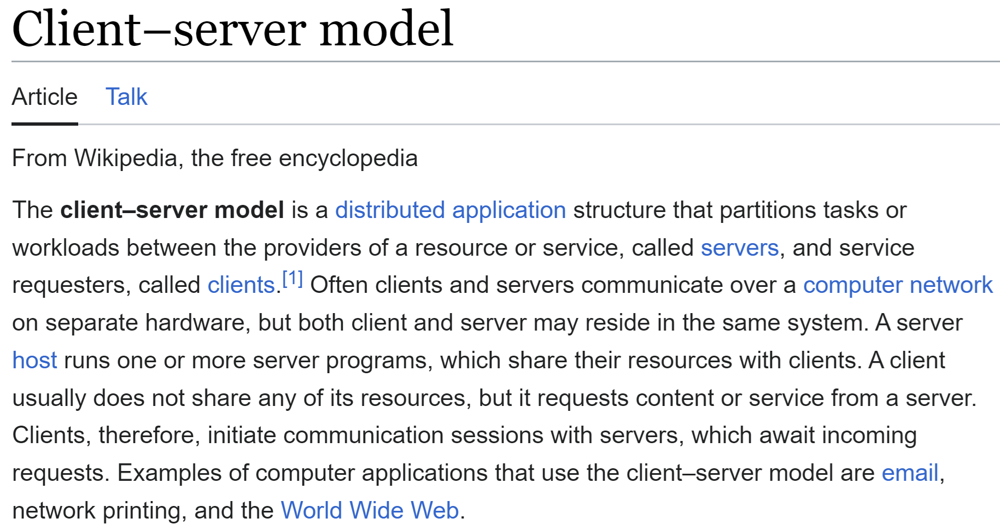 Client–server model
Article Talk
From Wikipedia, the free encyclopedia
The client–server model is a distributed application structure that partitions tasks or
workloads between the providers of a resource or service, called servers, and service
requesters, called clients.[1] Often clients and servers communicate over a computer network
on separate hardware, but both client and server may reside in the same system. A server
host runs one or more server programs, which share their resources with clients. A client
usually does not share any of its resources, but it requests content or service from a server.
Clients, therefore, initiate communication sessions with servers, which await incoming
requests. Examples of computer applications that use the client–server model are email,
network printing, and the World Wide Web.